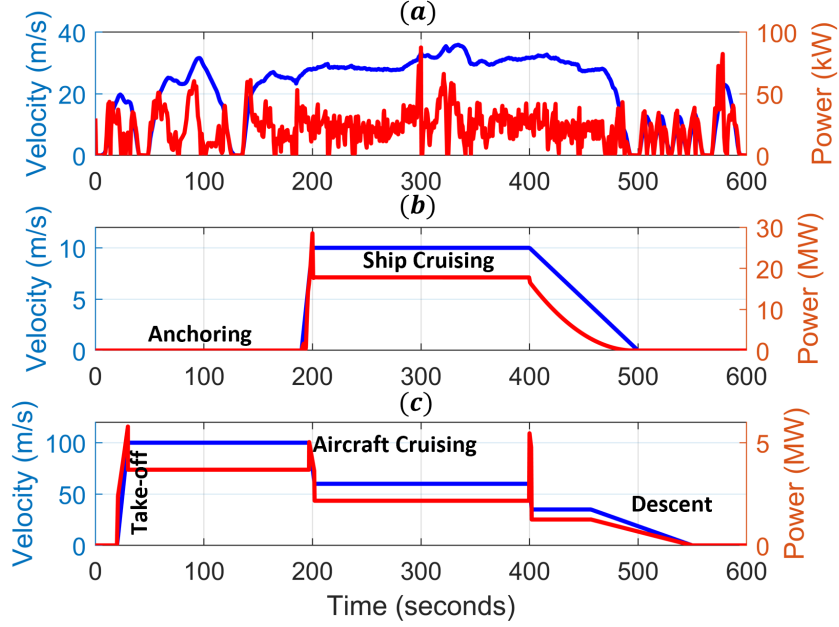 (a)
Velocity (m/s)
40
20
0
Power (kW)
100
50
0
0 100 200 300 400 500 600
(b)
Velocity (m/s)
10
5
0
Power (MW)
30
20
10
0
Ship Cruising
Anchoring
0 100 200 300 400 500 600
(c)
Velocity (m/s)
100
50
0
Power (MW)
5
0
Take-off
Aircraft Cruising
Descent
0 100 200 300 400 500 600
Time (seconds)